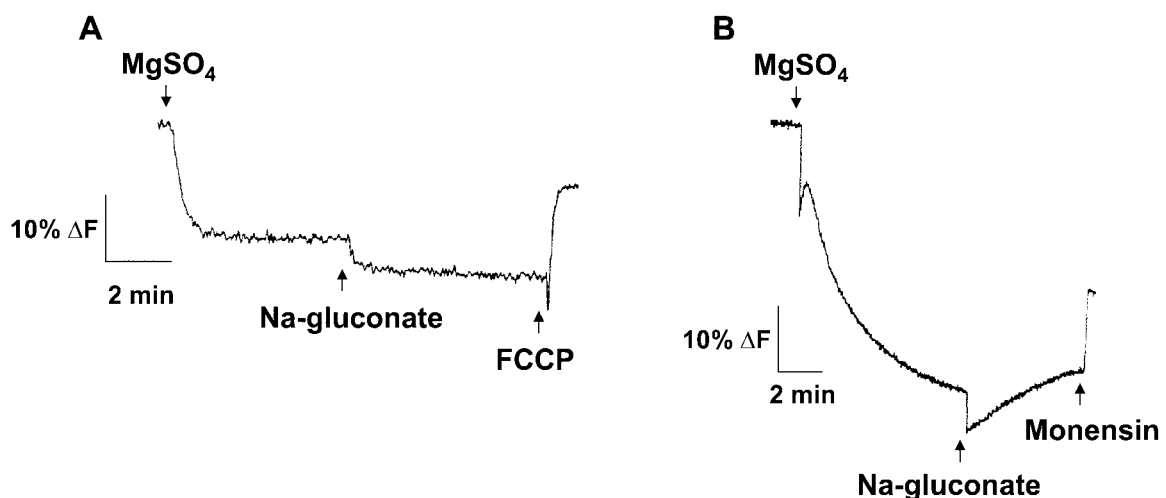 A
MgSO₄
10% ΔF
2 min
Na-gluconate
FCCP
B
MgSO₄
10% ΔF
2 min
Monensin
Na-gluconate